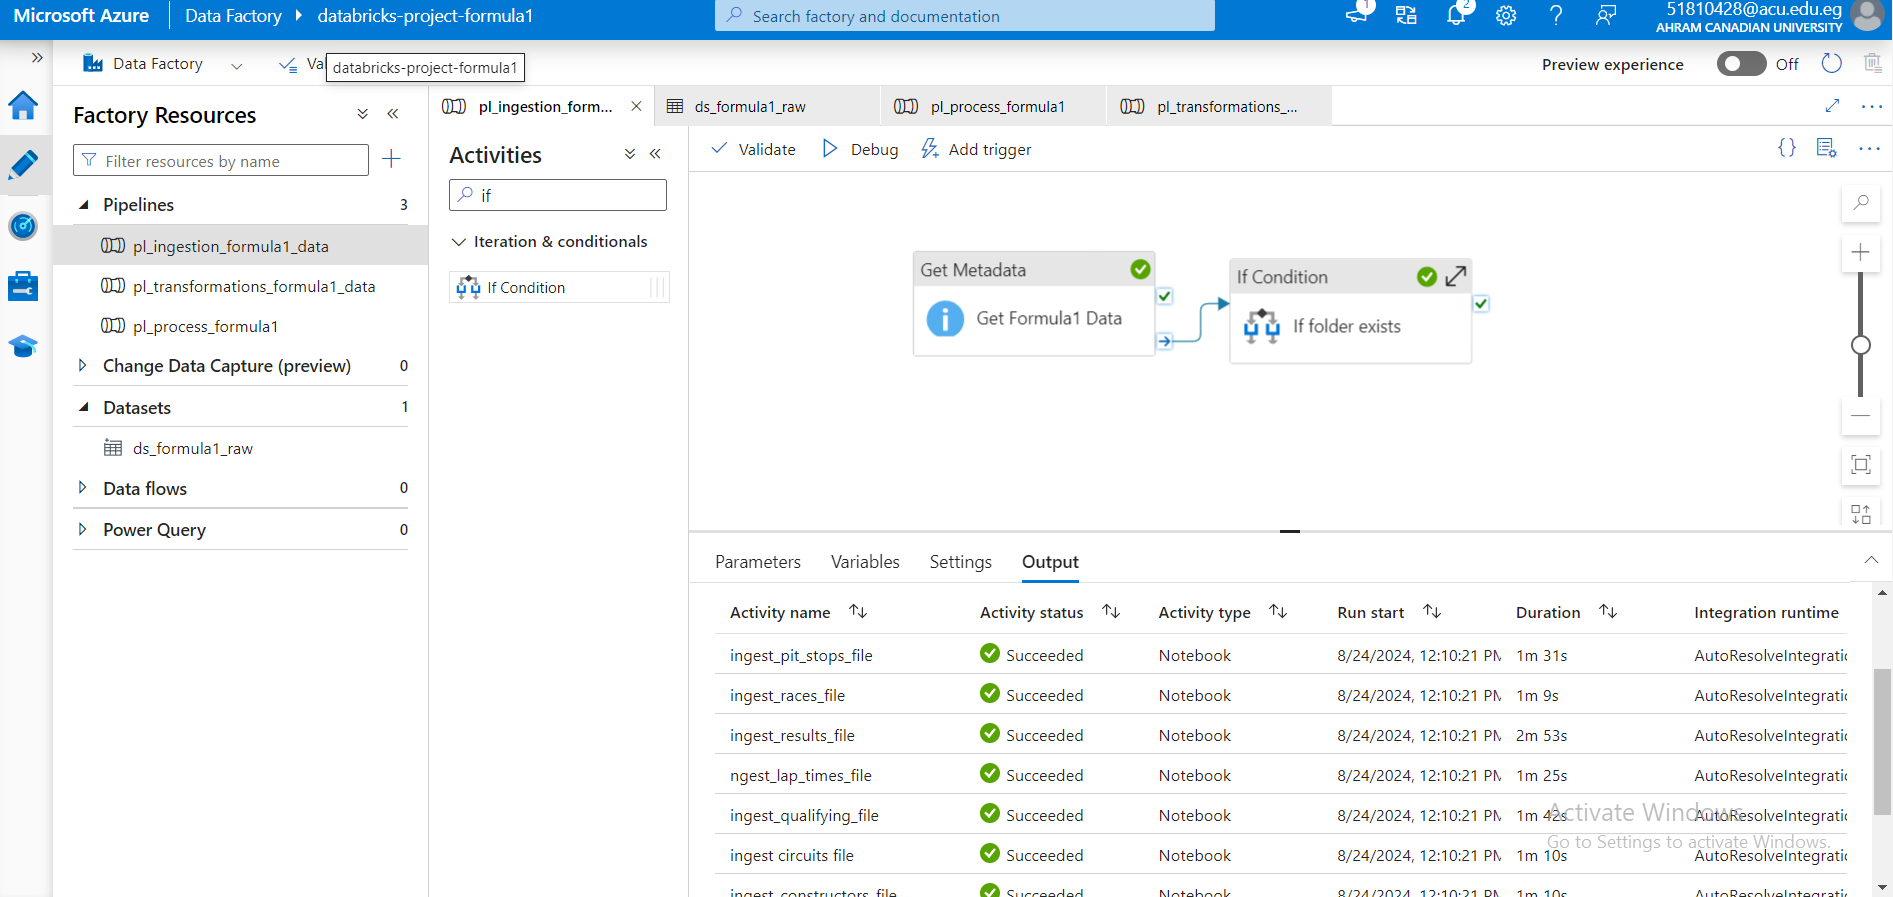 Microsoft Azure
Data Factory
databricks-project-formula1
Search factory and documentation
1
2
51810428@acu.edu.eg
AHRAM CANADIAN UNIVERSITY
Data Factory
Val
databricks-project-formula1
Preview experience
Off
Factory Resources
Filter resources by name
Pipelines
3
pl_ingestion_formula1_data
pl_transformations_formula1_data
pl_process_formula1
Change Data Capture (preview)
0
Datasets
1
ds_formula1_raw
Data flows
0
Power Query
0
pl_ingestion_form...
ds_formula1_raw
pl_process_formula1
pl_transformations_...
Activities
if
Iteration & conditionals
If Condition
Validate
Debug
Add trigger
Get Metadata
Get Formula1 Data
If Condition
If folder exists
Parameters
Variables
Settings
Output
Activity name
Activity status
Activity type
Run start
Duration
Integration runtime
ingest_pit_stops_file
Succeeded
Notebook
8/24/2024, 12:10:21 PM
1m 31s
AutoResolveIntegratio
ingest_races_file
Succeeded
Notebook
8/24/2024, 12:10:21 PM
1m 9s
AutoResolveIntegratio
ingest_results_file
Succeeded
Notebook
8/24/2024, 12:10:21 PM
2m 53s
AutoResolveIntegratio
ngest_lap_times_file
Succeeded
Notebook
8/24/2024, 12:10:21 PM
1m 25s
AutoResolveIntegratio
ingest_qualifying_file
Succeeded
Notebook
8/24/2024, 12:10:21 PM
1m 42s
AutoResolveIntegratio
ingest circuits file
Succeeded
Notebook
8/24/2024, 12:10:21 PM
1m 10s
AutoResolveIntegratio
ingest_constructors_file
Succeeded
Notebook
8/24/2024, 12:10:21 PM
1m 10s
AutoResolveIntegratio
Activate Windows
Go to Settings to activate Windows.